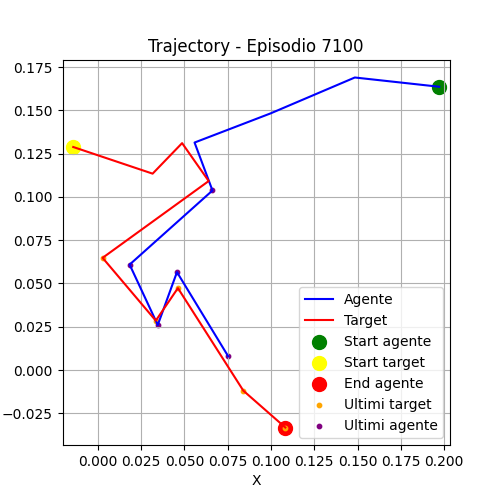 Trajectory - Episodio 7100
0.175
0.150
0.125
0.100
0.075
0.050
0.025
0.000
−0.025
Agente
Target
Start agente
Start target
End agente
Ultimi target
Ultimi agente
0.000 0.025 0.050 0.075 0.100 0.125 0.150 0.175 0.200
X